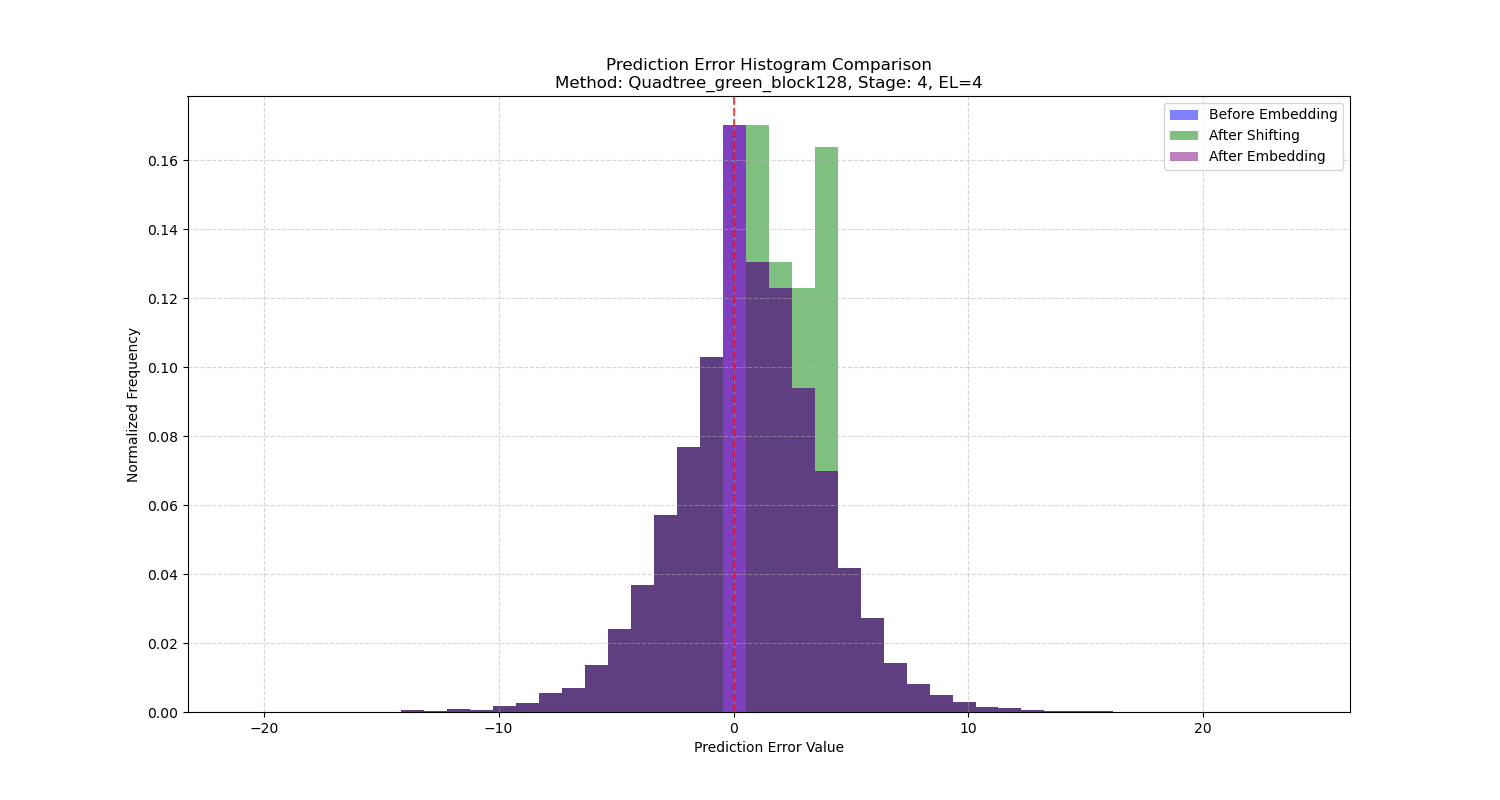 Prediction Error Histogram Comparison
Method: Quadtree_green_block128, Stage: 4, EL=4
Before Embedding
After Shifting
After Embedding
Normalized Frequency
0.16
0.14
0.12
0.10
0.08
0.06
0.04
0.02
0.00
−20
−10
0
10
20
Prediction Error Value